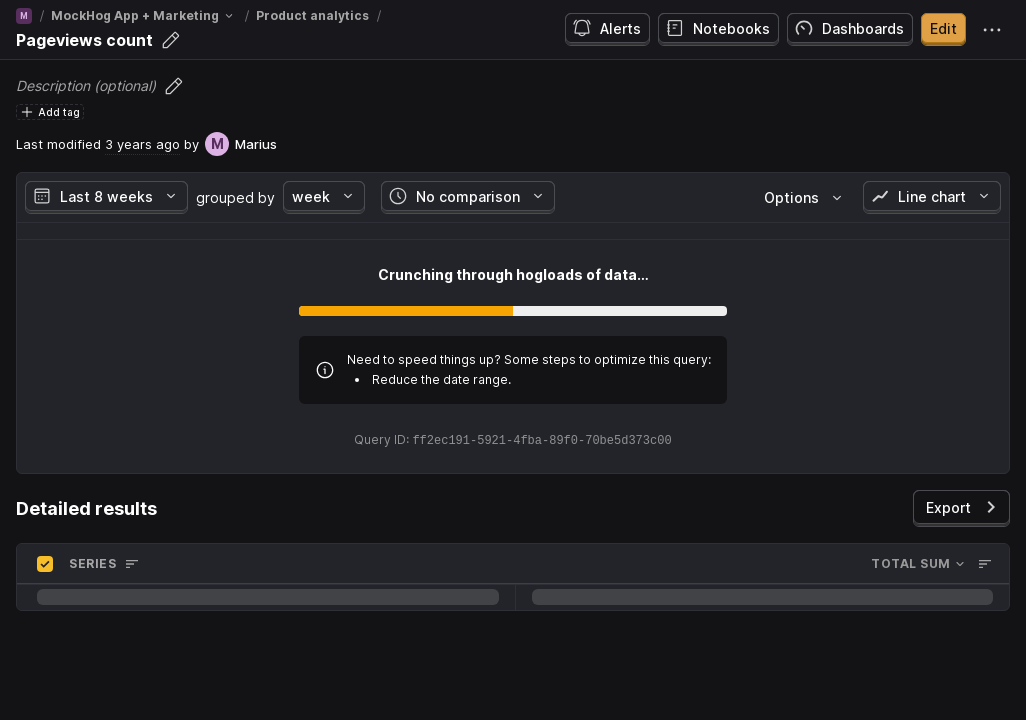 M / MockHog App + Marketing / Product analytics /
Pageviews count
Alerts Notebooks Dashboards Edit
Description (optional)
Add tag
Last modified 3 years ago by M Marius
Last 8 weeks grouped by week No comparison Options Line chart
Crunching through hogloads of data...
Need to speed things up? Some steps to optimize this query:
• Reduce the date range.
Query ID: ff2ec191-5921-4fba-89f0-70be5d373c00
Detailed results
Export
SERIES TOTAL SUM